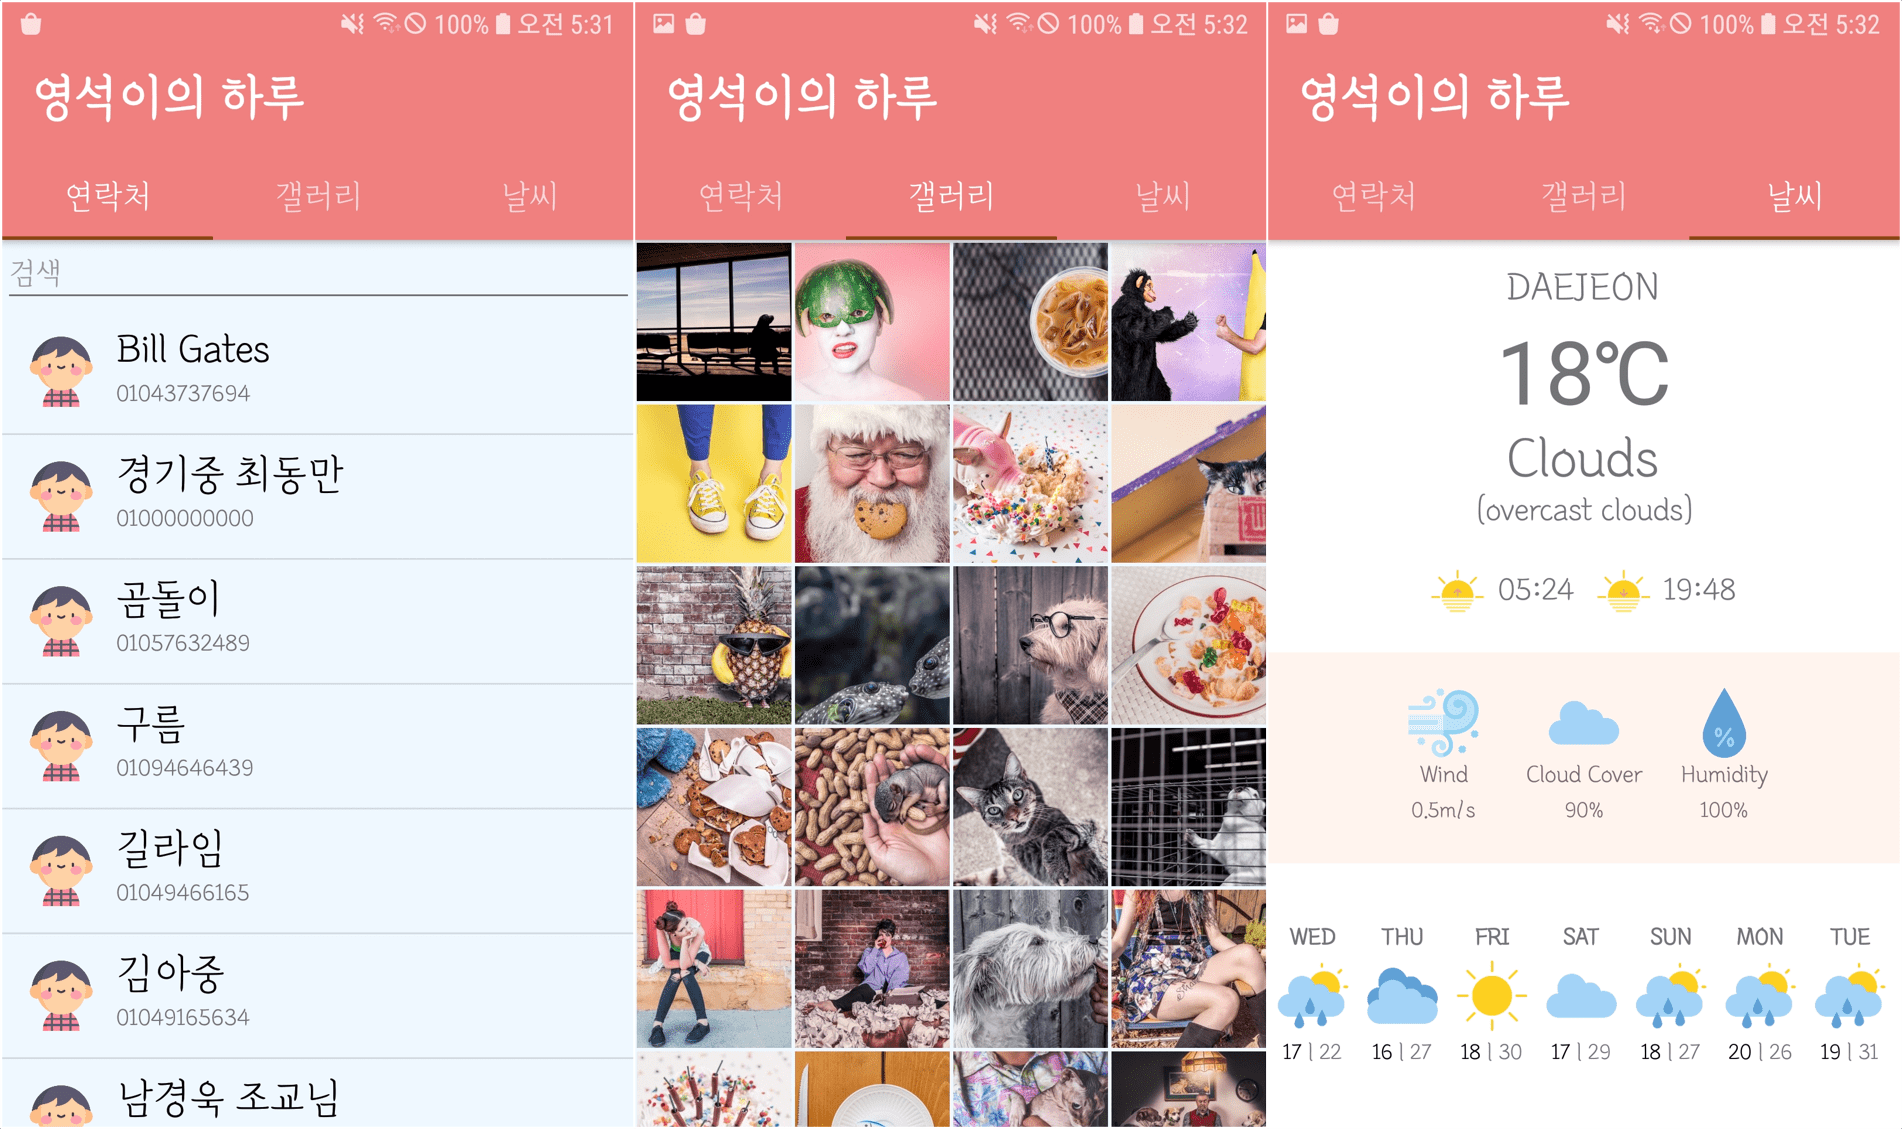 100% 오전 5:31
영석이의 하루
연락처 갤러리 날씨
검색
Bill Gates
01043737694
경기중 최동만
01000000000
곰돌이
01057632489
구름
01094646439
길라임
01049466165
김아중
01049165634
남경욱 조교님
100% 오전 5:32
영석이의 하루
연락처 갤러리 날씨
100% 오전 5:32
영석이의 하루
연락처 갤러리 날씨
DAEJEON
18℃
Clouds
(overcast clouds)
05:24 19:48
%
Wind Cloud Cover Humidity
0.5m/s 90% 100%
WED THU FRI SAT SUN MON TUE
17 | 22 16 | 27 18 | 30 17 | 29 18 | 27 20 | 26 19 | 31